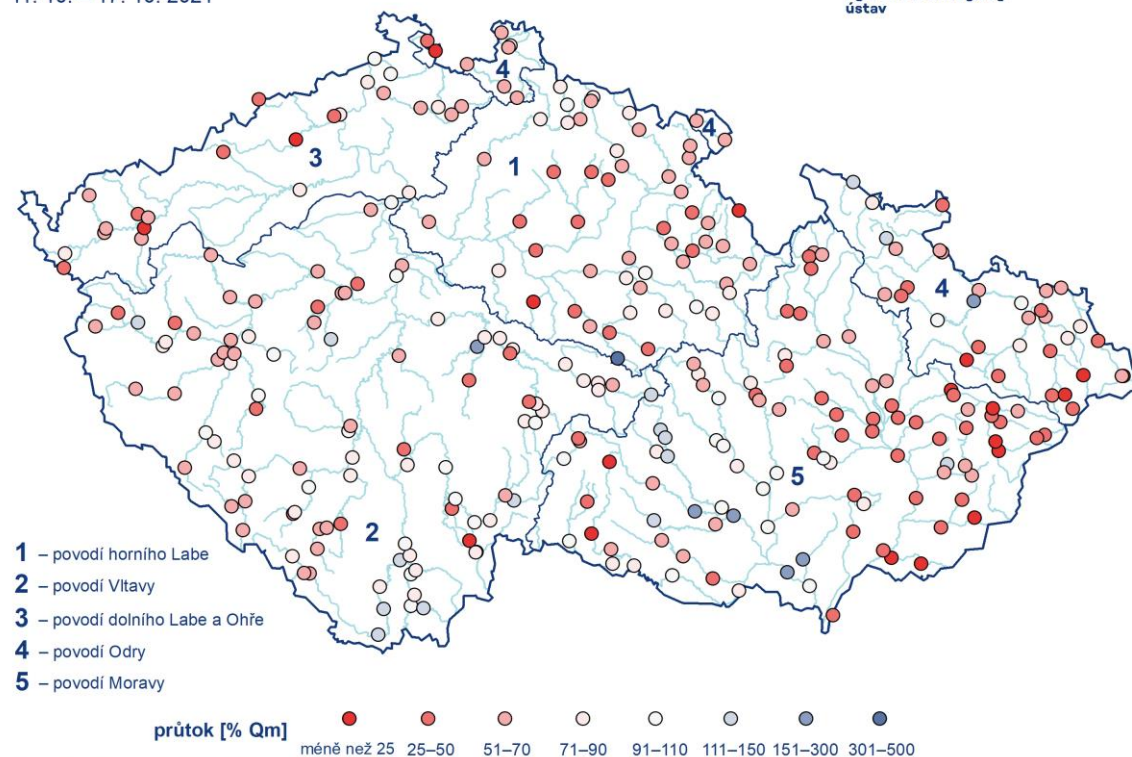 ústav
4
4
1
3
4
5
2
1 – povodí horního Labe
2 – povodí Vltavy
3 – povodí dolního Labe a Ohře
4 – povodí Odry
5 – povodí Moravy
průtok [% Qm]
méně než 25 25–50 51–70 71–90 91–110 111–150 151–300 301–500